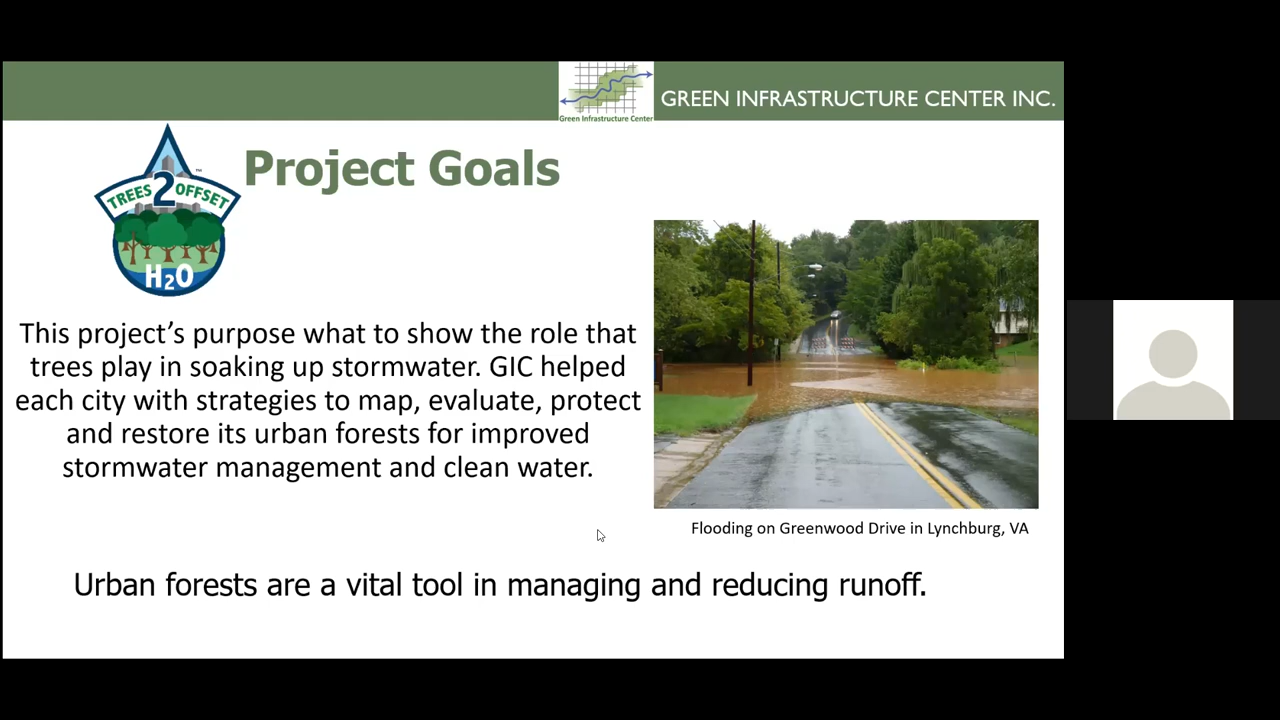 GREEN INFRASTRUCTURE CENTER INC.
Green Infrastructure Center
TREES 2 OFFSET
™
H2O
Project Goals
This project's purpose what to show the role that
trees play in soaking up stormwater. GIC helped
each city with strategies to map, evaluate, protect
and restore its urban forests for improved
stormwater management and clean water.
Flooding on Greenwood Drive in Lynchburg, VA
Urban forests are a vital tool in managing and reducing runoff.